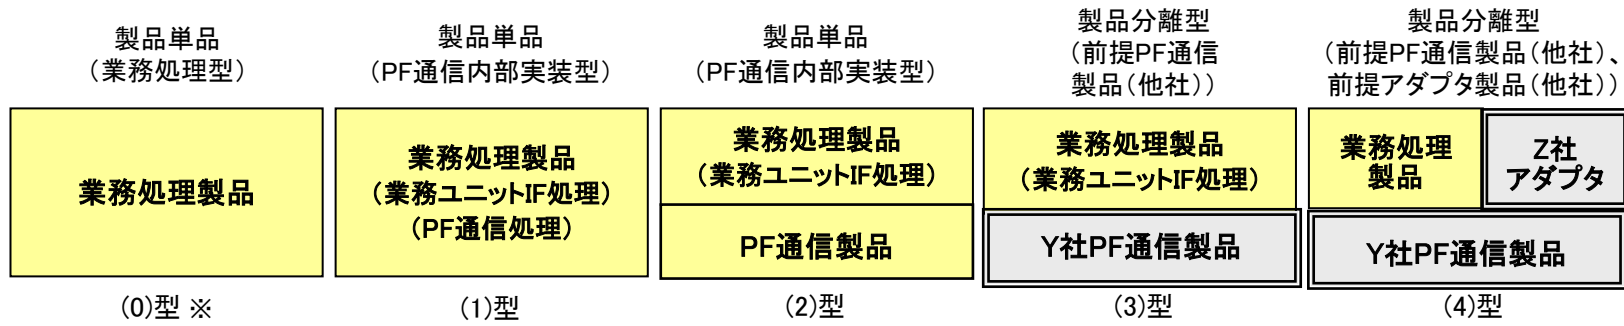 製品単品
（業務処理型）
製品単品
（PF通信内部実装型）
製品単品
（PF通信内部実装型）
製品分離型
（前提PF通信
製品（他社））
製品分離型
（前提PF通信製品（他社）、
前提アダプタ製品（他社））
業務処理製品
業務処理製品
（業務ユニットIF処理）
（PF通信処理）
業務処理製品
（業務ユニットIF処理）
PF通信製品
業務処理製品
（業務ユニットIF処理）
Y社PF通信製品
業務処理
製品
Z社
アダプタ
Y社PF通信製品
(0)型 ※
(1)型
(2)型
(3)型
(4)型